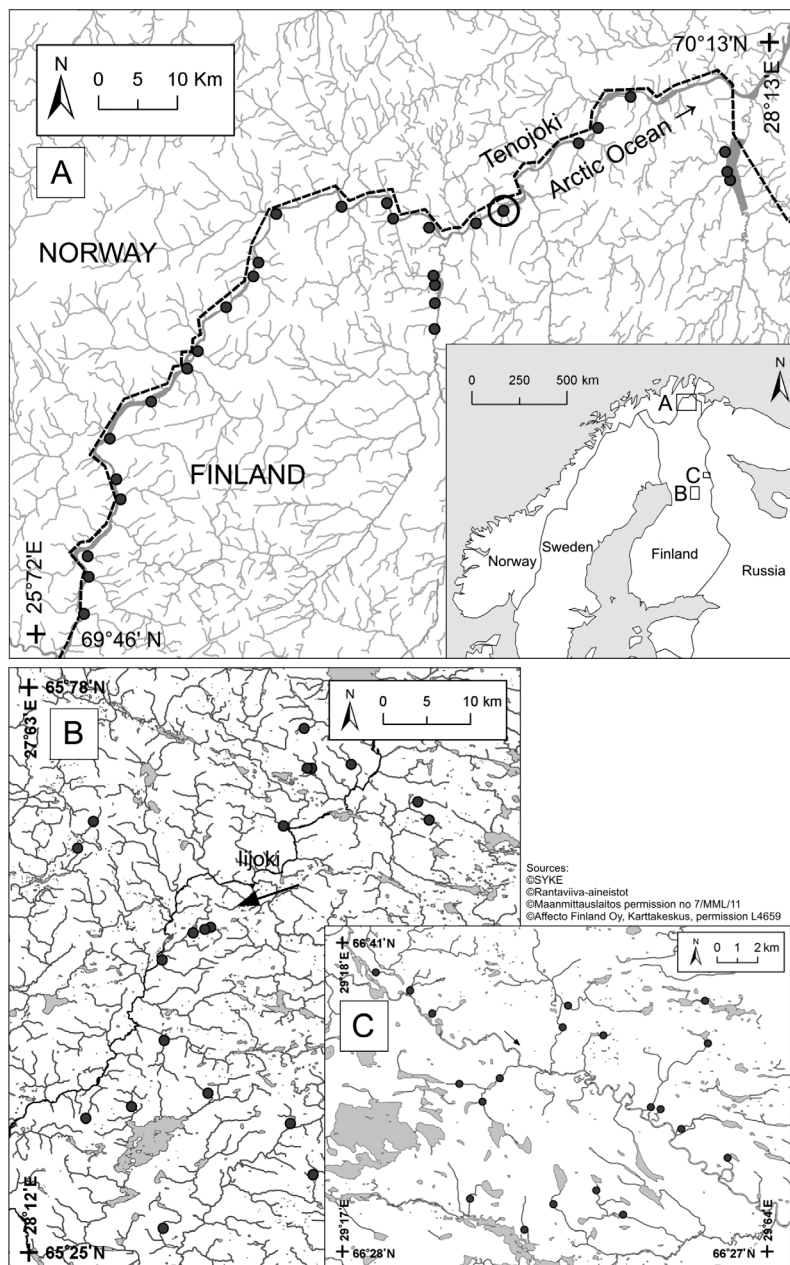 N
0 5 10 Km
A
70°13'N
28°13'E
Tenojoki
Arctic Ocean →
NORWAY
FINLAND
25°72'E
69°46' N
0 250 500 km
N
A
C
B
Norway
Sweden
Finland
Russia
65°78'N
27°63'E
B
N
0 5 10 km
Iijoki
28°12'E
65°25'N
Sources:
©SYKE
©Rantaviiva-aineistot
©Maanmittauslaitos permission no 7/MML/11
©Affecto Finland Oy, Karttakeskus, permission L4659
66°41'N
29°18'E
N
0 1 2 km
C
29°17'E
66°28'N
29°64'E
66°27'N